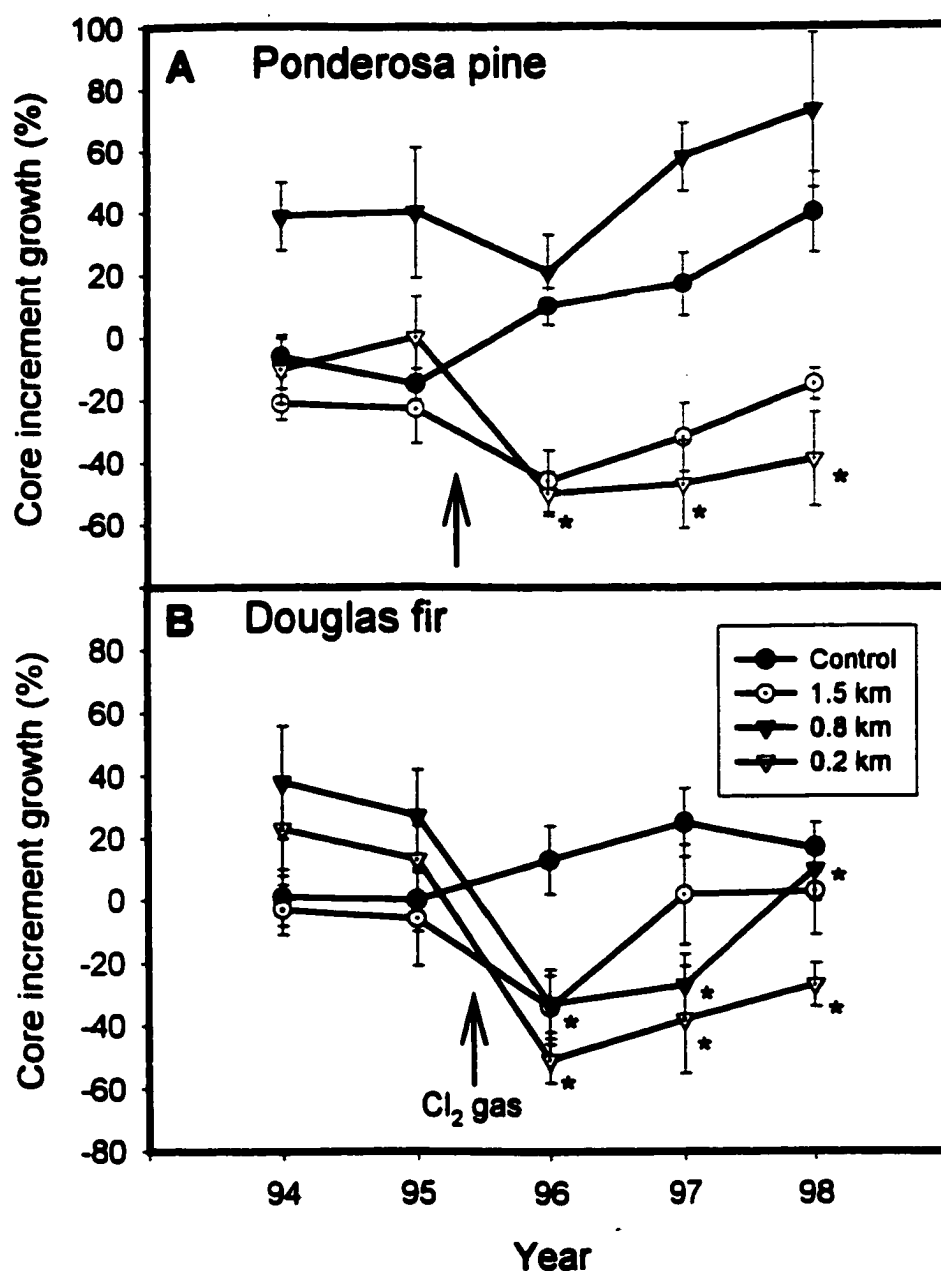 A Ponderosa pine
Core increment growth (%)
100
80
60
40
20
0
-20
-40
-60
*
*
*
B Douglas fir
Core increment growth (%)
80
60
40
20
0
-20
-40
-60
-80
Control
1.5 km
0.8 km
0.2 km
*
*
*
*
*
*
Cl₂ gas
94 95 96 97 98
Year